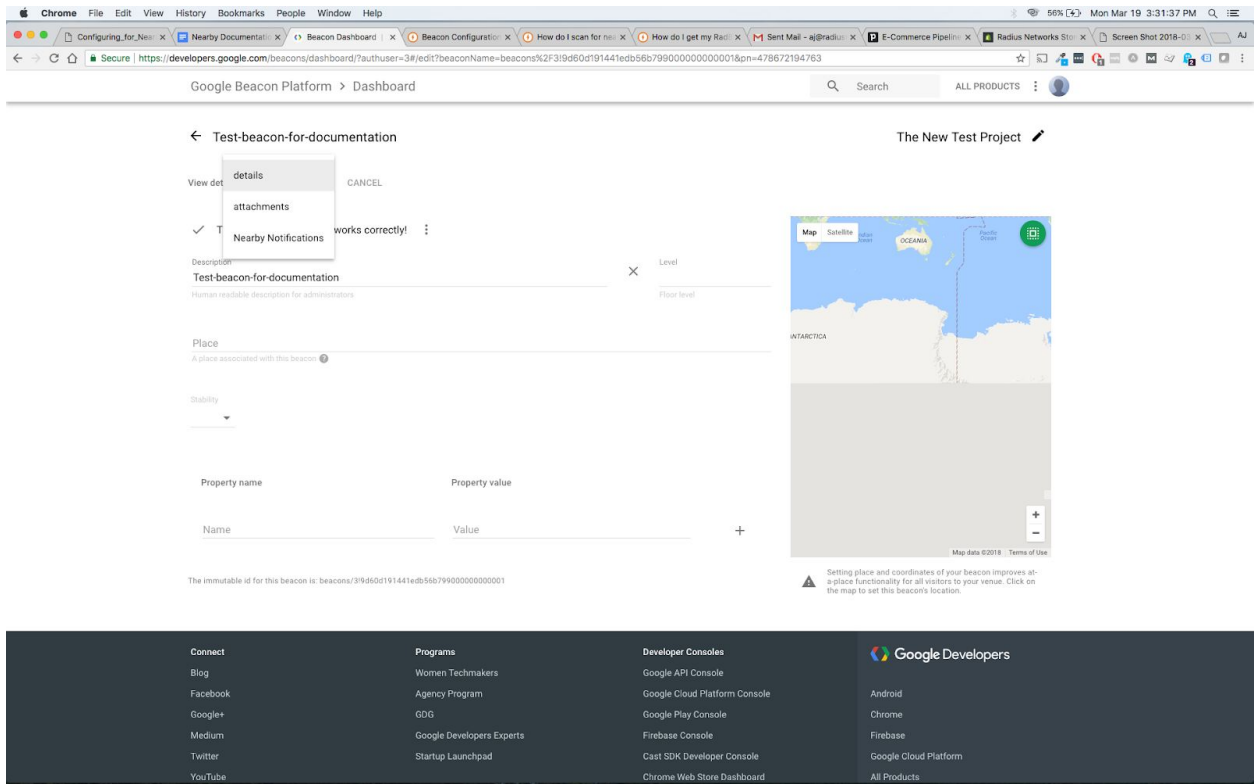 Chrome File Edit View History Bookmarks People Window Help 56% Mon Mar 19 3:31:37 PM
Configuring_for_Near Nearby Documentatio Beacon Dashboard | Beacon Configuration How do I scan for nea How do I get my Radi Sent Mail - aj@radius E-Commerce Pipeline Radius Networks Stor Screen Shot 2018-03 AJ
Secure | https://developers.google.com/beacons/dashboard/?authuser=3#/edit?beaconName=beacons%2F3!9d60d191441edb56b799000000000001&pn=478672194763
Google Beacon Platform > Dashboard Search ALL PRODUCTS
Test-beacon-for-documentation The New Test Project
View det CANCEL
details
attachments
Nearby Notifications
T works correctly!
Description
Test-beacon-for-documentation
Human readable description for administrators
Level
Floor level
Place
A place associated with this beacon ?
Stability
Property name Property value
Name Value +
The immutable id for this beacon is: beacons/3!9d60d191441edb56b799000000000001
Map Satellite
OCEANIA
Pacific
Ocean
NTARCTICA
+
−
Map data ©2018 Terms of Use
Setting place and coordinates of your beacon improves at-
a-place functionality for all visitors to your venue. Click on
the map to set this beacon's location.
Connect Programs Developer Consoles Google Developers
Blog Women Techmakers Google API Console
Facebook Agency Program Google Cloud Platform Console Android
Google+ GDG Google Play Console Chrome
Medium Google Developers Experts Firebase Console Firebase
Twitter Startup Launchpad Cast SDK Developer Console Google Cloud Platform
YouTube Chrome Web Store Dashboard All Products